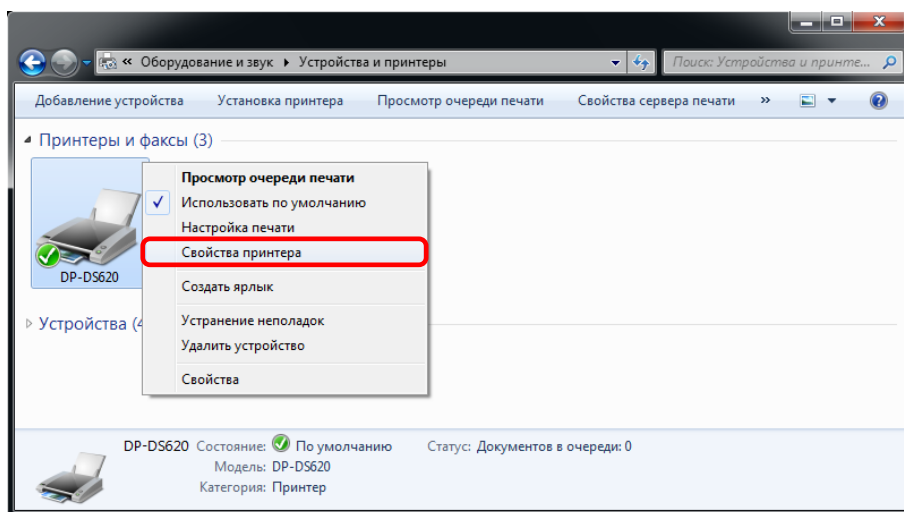 « Оборудование и звук ▸ Устройства и принтеры
Поиск: Устройства и принте...
Добавление устройства Установка принтера Просмотр очереди печати Свойства сервера печати »
Принтеры и факсы (3)
Просмотр очереди печати
Использовать по умолчанию
Настройка печати
Свойства принтера
DP-DS620
Создать ярлык
Устройства (4
Устранение неполадок
Удалить устройство
Свойства
DP-DS620 Состояние: По умолчанию Статус: Документов в очереди: 0
Модель: DP-DS620
Категория: Принтер